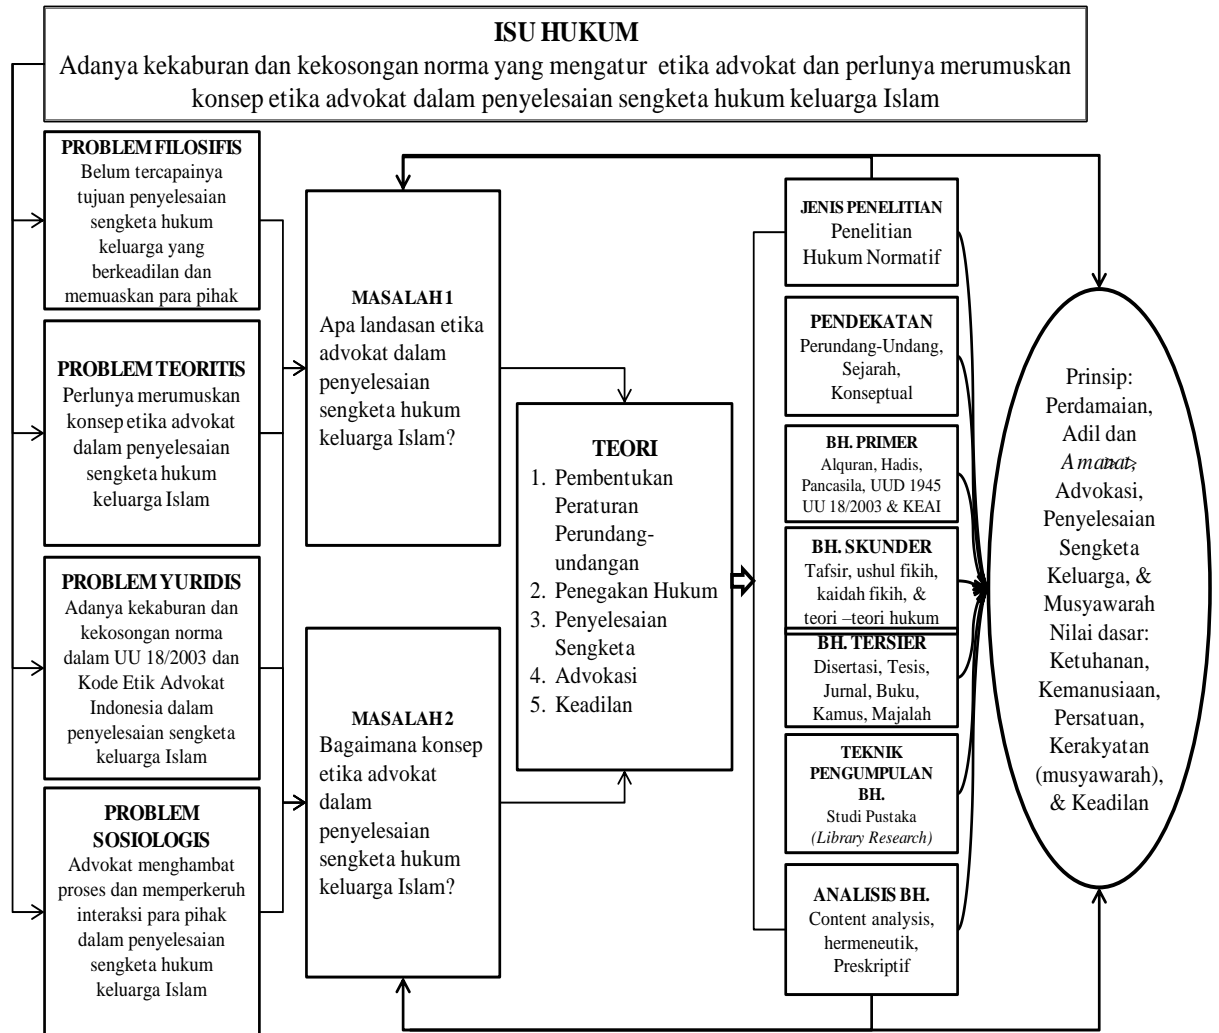 ISU HUKUM
Adanya kekaburan dan kekosongan norma yang mengatur etika advokat dan perlunya merumuskan
konsep etika advokat dalam penyelesaian sengketa hukum keluarga Islam
PROBLEM FILOSIFIS
Belum tercapainya
tujuan penyelesaian
sengketa hukum
keluarga yang
berkeadilan dan
memuaskan para pihak
PROBLEM TEORITIS
Perlunya merumuskan
konsep etika advokat
dalam penyelesaian
sengketa hukum
keluarga Islam
PROBLEM YURIDIS
Adanya kekaburan dan
kekosongan norma
dalam UU 18/2003 dan
Kode Etik Advokat
Indonesia dalam
penyelesaian sengketa
keluarga Islam
PROBLEM
SOSIOLOGIS
Advokat menghambat
proses dan memperkeruh
interaksi para pihak
dalam penyelesaian
sengketa hukum
keluarga Islam
MASALAH 1
Apa landasan etika
advokat dalam
penyelesaian
sengketa hukum
keluarga Islam?
MASALAH 2
Bagaimana konsep
etika advokat
dalam
penyelesaian
sengketa hukum
keluarga Islam?
TEORI
1. Pembentukan
Peraturan
Perundang-
undangan
2. Penegakan Hukum
3. Penyelesaian
Sengketa
4. Advokasi
5. Keadilan
JENIS PENELITIAN
Penelitian
Hukum Normatif
PENDEKATAN
Perundang-Undang,
Sejarah,
Konseptual
BH. PRIMER
Alquran, Hadis,
Pancasila, UUD 1945
UU 18/2003 & KEAI
BH. SKUNDER
Tafsir, ushul fikih,
kaidah fikih, &
teori –teori hukum
BH. TERSIER
Disertasi, Tesis,
Jurnal, Buku,
Kamus, Majalah
TEKNIK
PENGUMPULAN
BH.
Studi Pustaka
(Library Research)
ANALISIS BH.
Content analysis,
hermeneutik,
Preskriptif
Prinsip:
Perdamaian,
Adil dan
Amanat,
Advokasi,
Penyelesaian
Sengketa
Keluarga, &
Musyawarah
Nilai dasar:
Ketuhanan,
Kemanusiaan,
Persatuan,
Kerakyatan
(musyawarah),
& Keadilan